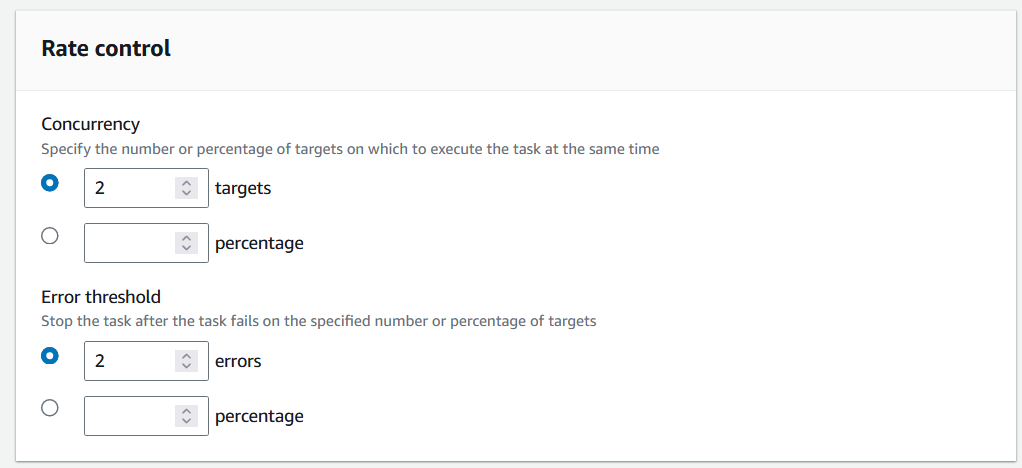 Rate control
Concurrency
Specify the number or percentage of targets on which to execute the task at the same time
2 targets
percentage
Error threshold
Stop the task after the task fails on the specified number or percentage of targets
2 errors
percentage